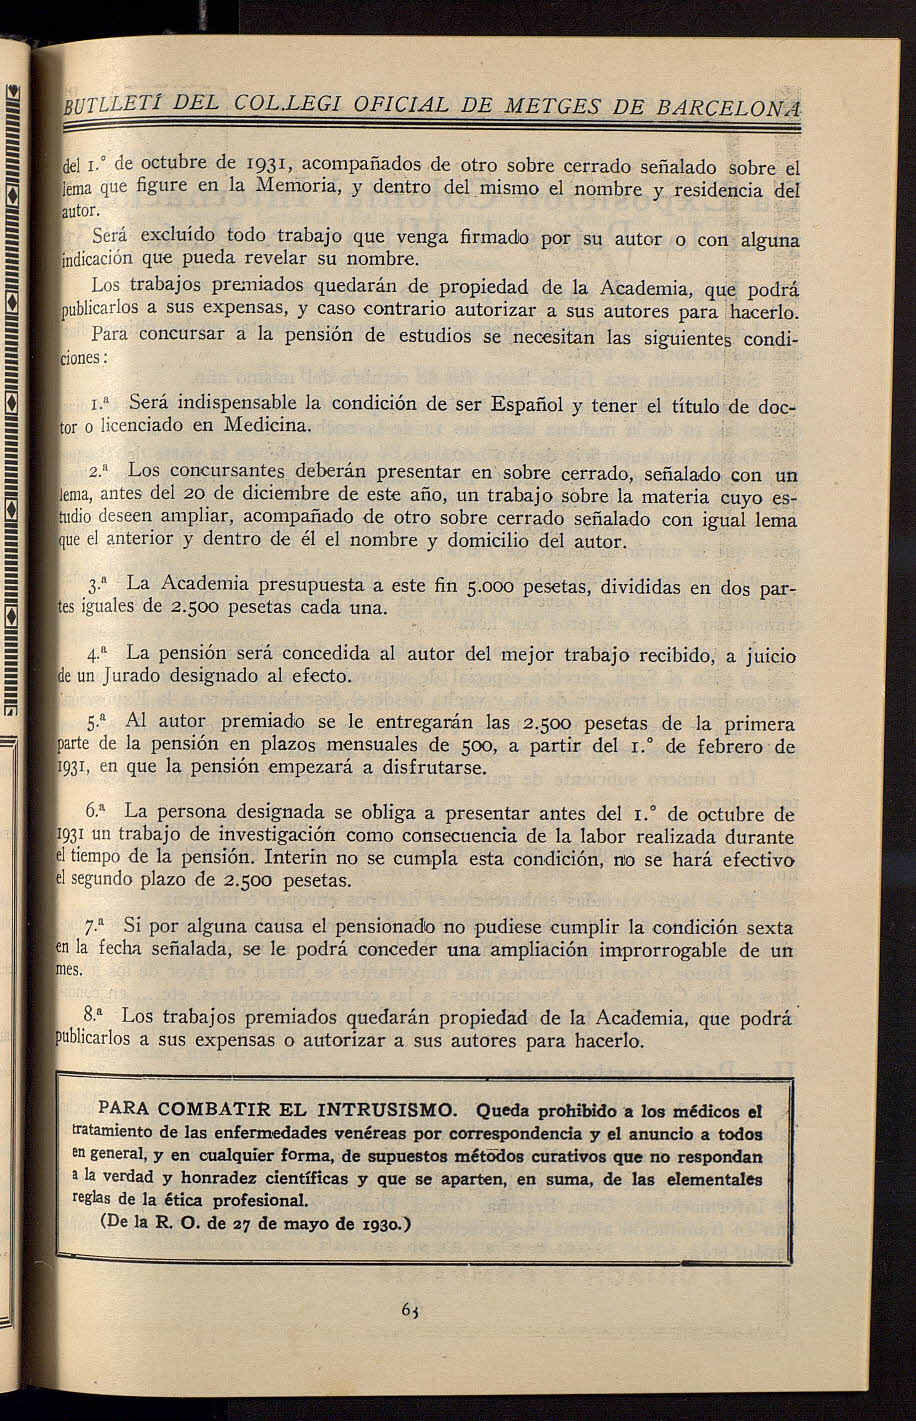 BUTLLETÍ DEL COL.LEGI OFICIAL DE METGES DE BARCELONA
del 1.º de octubre de 1931, acompañados de otro sobre cerrado señalado sobre el
lema que figure en la Memoria, y dentro del mismo el nombre y residencia del
autor.
Será excluído todo trabajo que venga firmado por su autor o con alguna
indicación que pueda revelar su nombre.
Los trabajos premiados quedarán de propiedad de la Academia, que podrá
publicarlos a sus expensas, y caso contrario autorizar a sus autores para hacerlo.
Para concursar a la pensión de estudios se necesitan las siguientes condi-
ciones:
1.ª Será indispensable la condición de ser Español y tener el título de doc-
tor o licenciado en Medicina.
2.ª Los concursantes deberán presentar en sobre cerrado, señalado con un
lema, antes del 20 de diciembre de este año, un trabajo sobre la materia cuyo es-
tudio deseen ampliar, acompañado de otro sobre cerrado señalado con igual lema
que el anterior y dentro de él el nombre y domicilio del autor.
3.ª La Academia presupuesta a este fin 5.000 pesetas, divididas en dos par-
tes iguales de 2.500 pesetas cada una.
4.ª La pensión será concedida al autor del mejor trabajo recibido, a juicio
de un Jurado designado al efecto.
5.ª Al autor premiado se le entregarán las 2.500 pesetas de la primera
parte de la pensión en plazos mensuales de 500, a partir del 1.º de febrero de
1931, en que la pensión empezará a disfrutarse.
6.ª La persona designada se obliga a presentar antes del 1.º de octubre de
1931 un trabajo de investigación como consecuencia de la labor realizada durante
el tiempo de la pensión. Interin no se cumpla esta condición, no se hará efectivo
el segundo plazo de 2.500 pesetas.
7.ª Si por alguna causa el pensionado no pudiese cumplir la condición sexta
en la fecha señalada, se le podrá conceder una ampliación improrrogable de un
mes.
8.ª Los trabajos premiados quedarán propiedad de la Academia, que podrá
publicarlos a sus expensas o autorizar a sus autores para hacerlo.
PARA COMBATIR EL INTRUSISMO. Queda prohibido a los médicos el
tratamiento de las enfermedades venéreas por correspondencia y el anuncio a todos
en general, y en cualquier forma, de supuestos métodos curativos que no respondan
a la verdad y honradez científicas y que se aparten, en suma, de las elementales
reglas de la ética profesional.
(De la R. O. de 27 de mayo de 1930.)